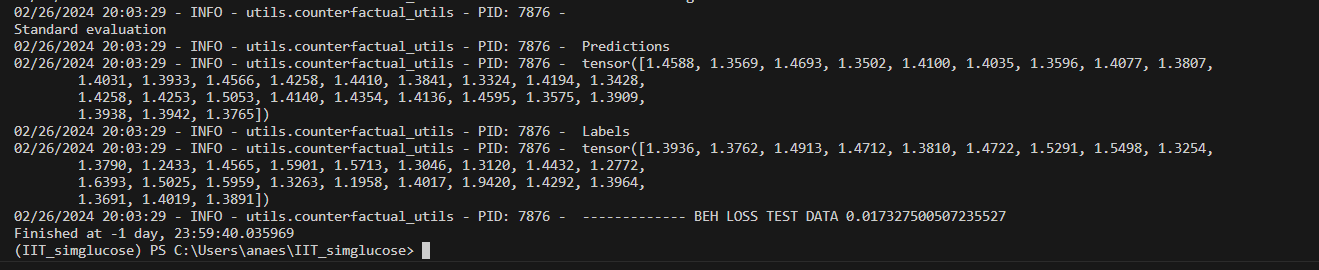 02/26/2024 20:03:29 - INFO - utils.counterfactual_utils - PID: 7876 -
Standard evaluation
02/26/2024 20:03:29 - INFO - utils.counterfactual_utils - PID: 7876 -  Predictions
02/26/2024 20:03:29 - INFO - utils.counterfactual_utils - PID: 7876 -  tensor([1.4588, 1.3569, 1.4693, 1.3502, 1.4100, 1.4035, 1.3596, 1.4077, 1.3807,
        1.4031, 1.3933, 1.4566, 1.4258, 1.4410, 1.3841, 1.3324, 1.4194, 1.3428,
        1.4258, 1.4253, 1.5053, 1.4140, 1.4354, 1.4136, 1.4595, 1.3575, 1.3909,
        1.3938, 1.3942, 1.3765])
02/26/2024 20:03:29 - INFO - utils.counterfactual_utils - PID: 7876 -  Labels
02/26/2024 20:03:29 - INFO - utils.counterfactual_utils - PID: 7876 -  tensor([1.3936, 1.3762, 1.4913, 1.4712, 1.3810, 1.4722, 1.5291, 1.5498, 1.3254,
        1.3790, 1.2433, 1.4565, 1.5901, 1.5713, 1.3046, 1.3120, 1.4432, 1.2772,
        1.6393, 1.5025, 1.5959, 1.3263, 1.1958, 1.4017, 1.9420, 1.4292, 1.3964,
        1.3691, 1.4019, 1.3891])
02/26/2024 20:03:29 - INFO - utils.counterfactual_utils - PID: 7876 -  ------------- BEH LOSS TEST DATA 0.017327500507235527
Finished at -1 day, 23:59:40.035969
(IIT_simglucose) PS C:\Users\anaes\IIT_simglucose>